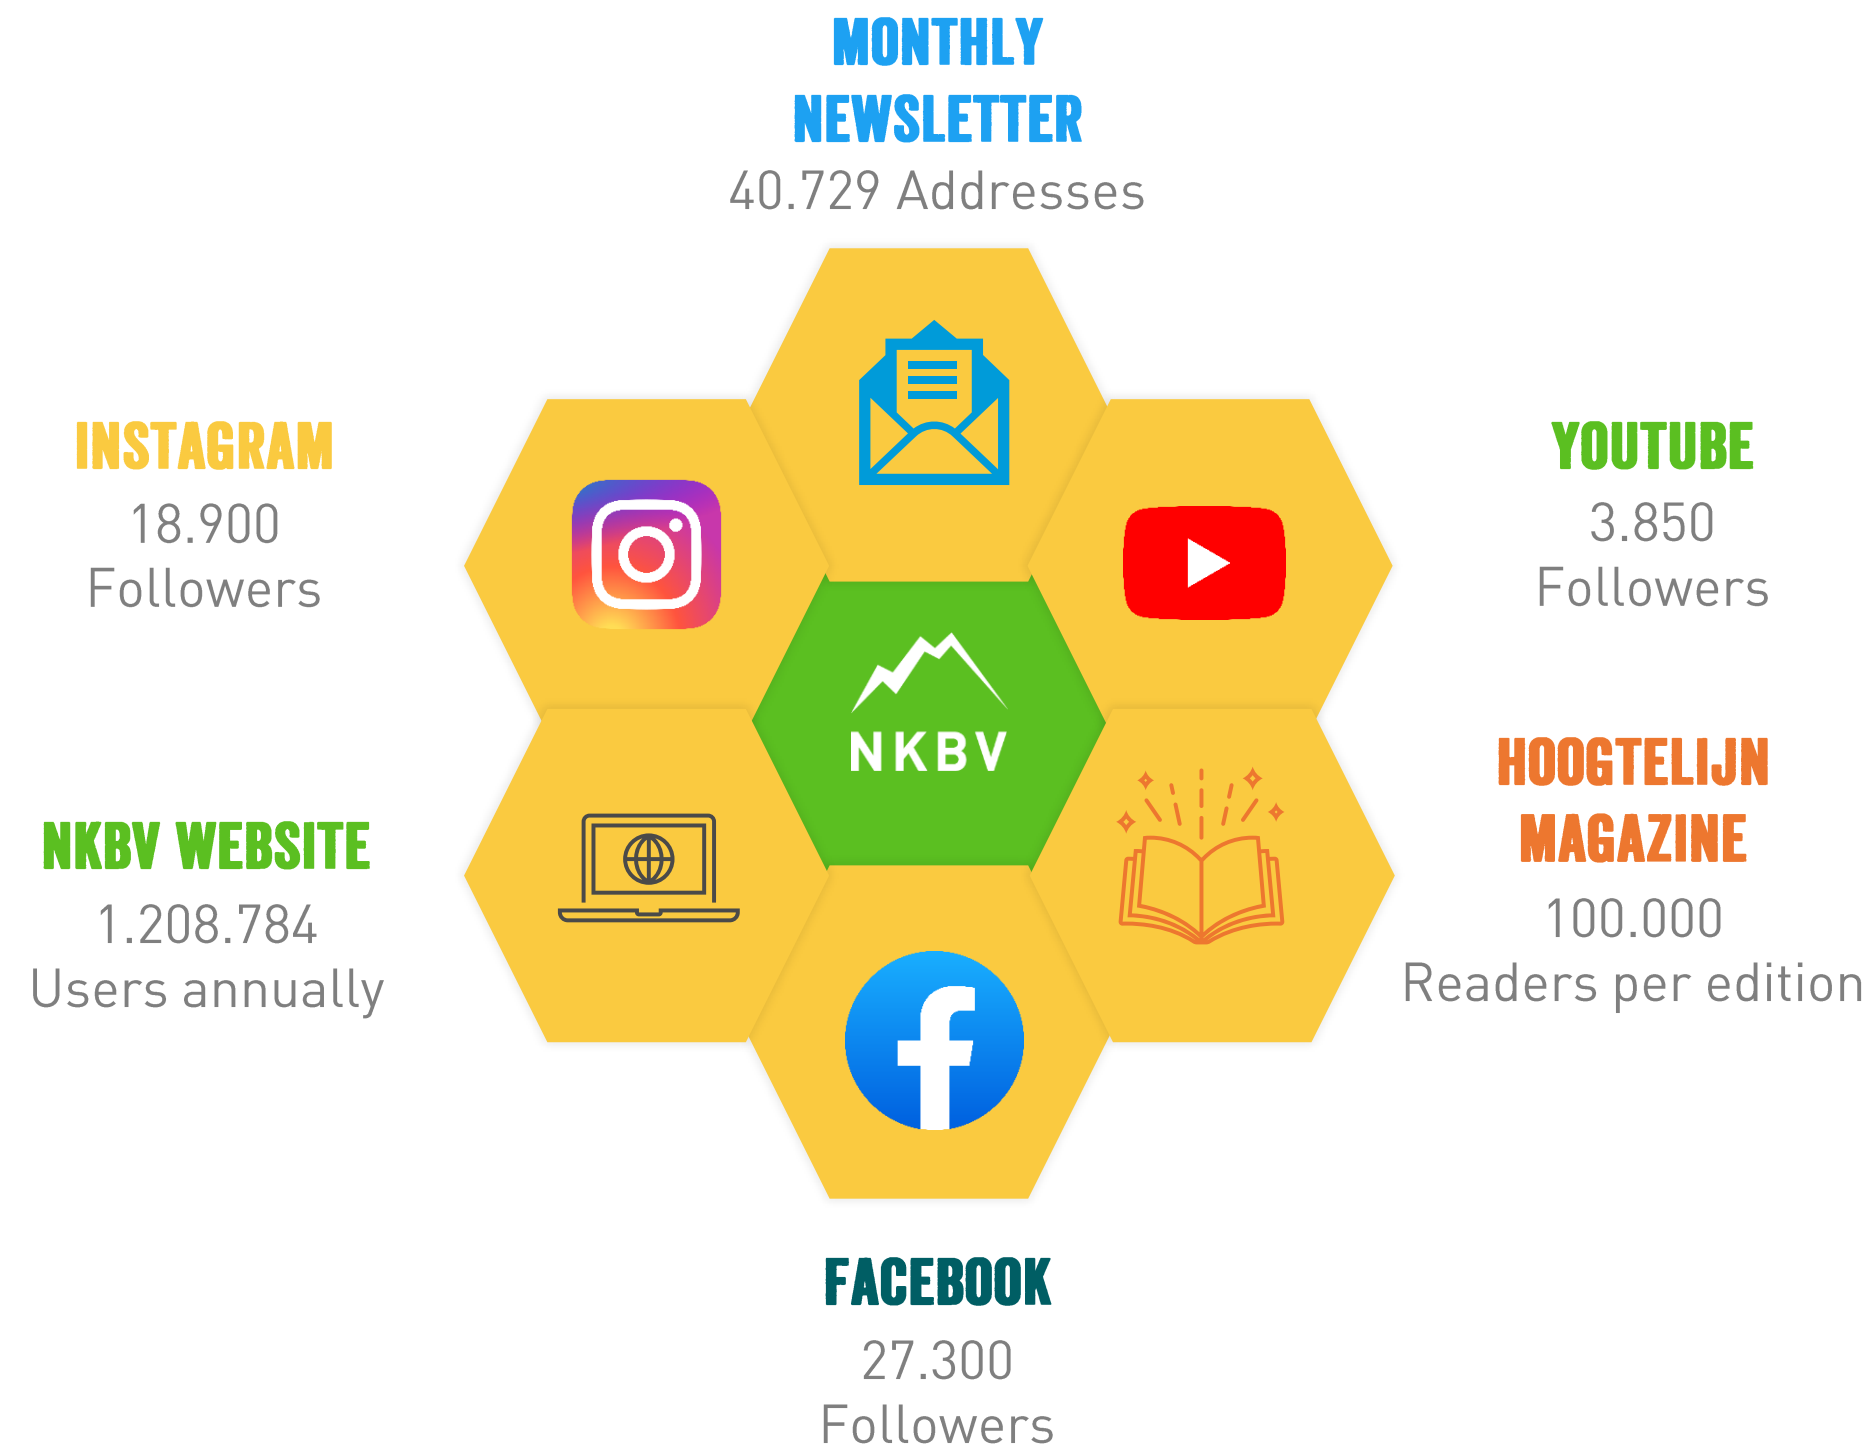 MONTHLY
NEWSLETTER
40.729 Addresses
INSTAGRAM
18.900
Followers
YOUTUBE
3.850
Followers
NKBV
NKBV WEBSITE
1.208.784
Users annually
HOOGTELIJN
MAGAZINE
100.000
Readers per edition
FACEBOOK
27.300
Followers